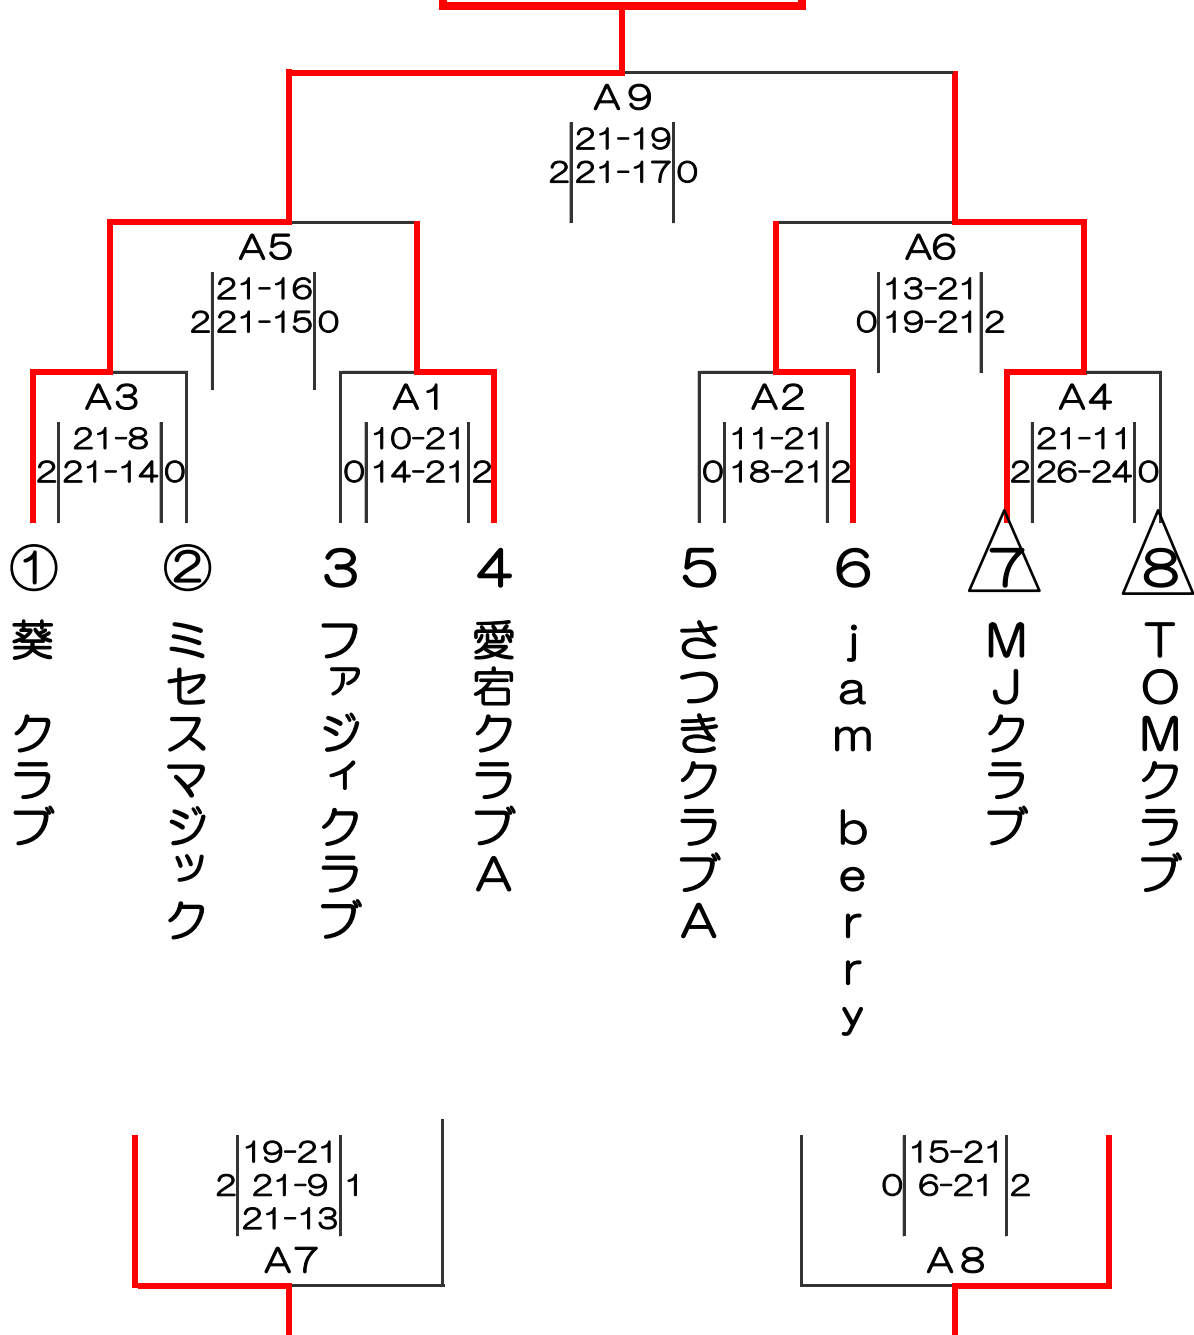 A9
21-19
2 21-17 0
A5
21-16
2 21-15 0
A6
13-21
0 19-21 2
A3
21-8
2 21-14 0
A1
10-21
0 14-21 2
A2
11-21
0 18-21 2
A4
21-11
2 26-24 0
① 葵 クラブ
② ミセスマジック
3 ファジィクラブ
4 愛宕クラブA
5 さつきクラブA
6 jam berry
7 MJクラブ
8 TOMクラブ
19-21
2 21-9 1
21-13
A7
15-21
0 6-21 2
A8